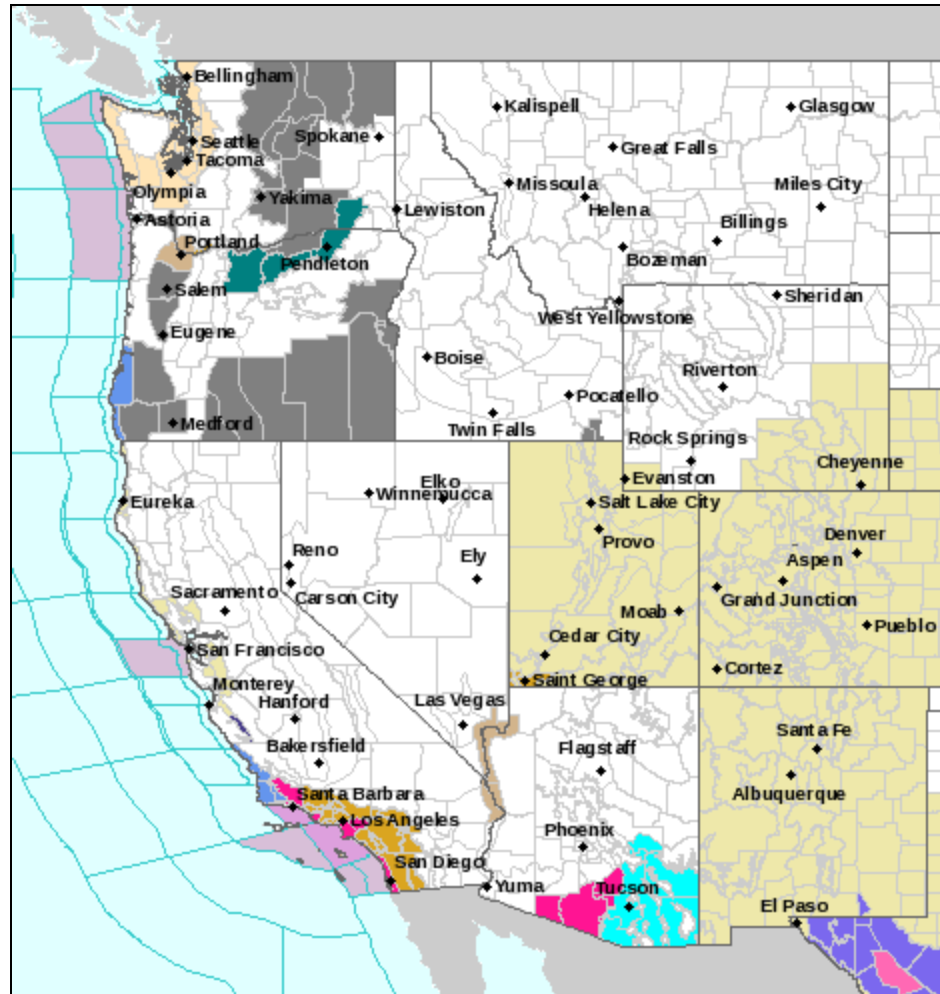 Bellingham
Kalispell
Glasgow
Seattle
Spokane
Great Falls
Tacoma
Olympia
Yakima
Missoula
Miles City
Lewiston
Helena
Astoria
Billings
Portland
Pendleton
Bozeman
Salem
Sheridan
West Yellowstone
Eugene
Boise
Riverton
Pocatello
Medford
Twin Falls
Rock Springs
Cheyenne
Elko
Evanston
Winnemucca
Eureka
Salt Lake City
Provo
Denver
Reno
Ely
Aspen
Sacramento
Carson City
Grand Junction
Moab
Pueblo
Cedar City
San Francisco
Cortez
Saint George
Monterey
Hanford
Las Vegas
Santa Fe
Bakersfield
Flagstaff
Santa Barbara
Albuquerque
Los Angeles
Phoenix
San Diego
Yuma
Tucson
El Paso